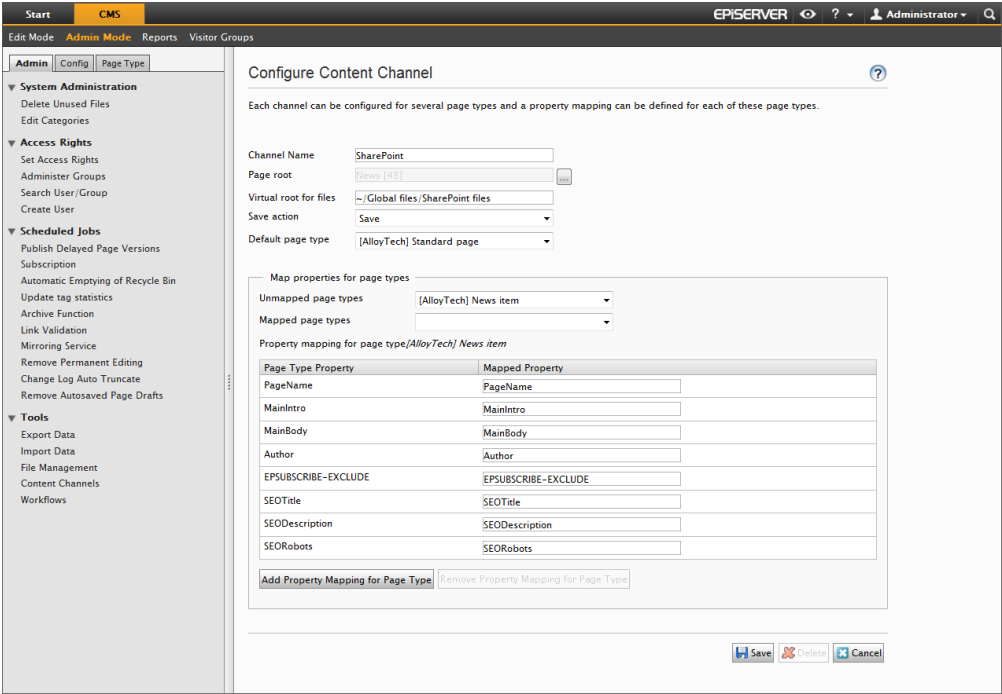 Start CMS EPiSERVER ? Administrator
Edit Mode Admin Mode Reports Visitor Groups
Admin Config Page Type
System Administration
Delete Unused Files
Edit Categories
Access Rights
Set Access Rights
Administer Groups
Search User/Group
Create User
Scheduled Jobs
Publish Delayed Page Versions
Subscription
Automatic Emptying of Recycle Bin
Update tag statistics
Archive Function
Link Validation
Mirroring Service
Remove Permanent Editing
Change Log Auto Truncate
Remove Autosaved Page Drafts
Tools
Export Data
Import Data
File Management
Content Channels
Workflows
Configure Content Channel ?
Each channel can be configured for several page types and a property mapping can be defined for each of these page types.
Channel Name SharePoint
Page root News [43] ...
Virtual root for files ~/Global files/SharePoint files
Save action Save
Default page type [AlloyTech] Standard page
Map properties for page types
Unmapped page types [AlloyTech] News item
Mapped page types
Property mapping for page type[AlloyTech] News item
Page Type Property Mapped Property
PageName PageName
MainIntro MainIntro
MainBody MainBody
Author Author
EPSUBSCRIBE-EXCLUDE EPSUBSCRIBE-EXCLUDE
SEOTitle SEOTitle
SEODescription SEODescription
SEORobots SEORobots
Add Property Mapping for Page Type Remove Property Mapping for Page Type
Save Delete Cancel